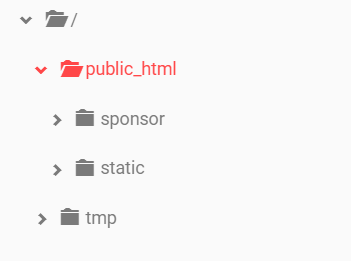 /
public_html
sponsor
static
tmp